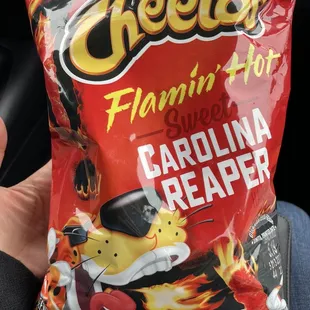 Cheetos
Flamin' Hot
Sweet
CAROLINA
REAPER